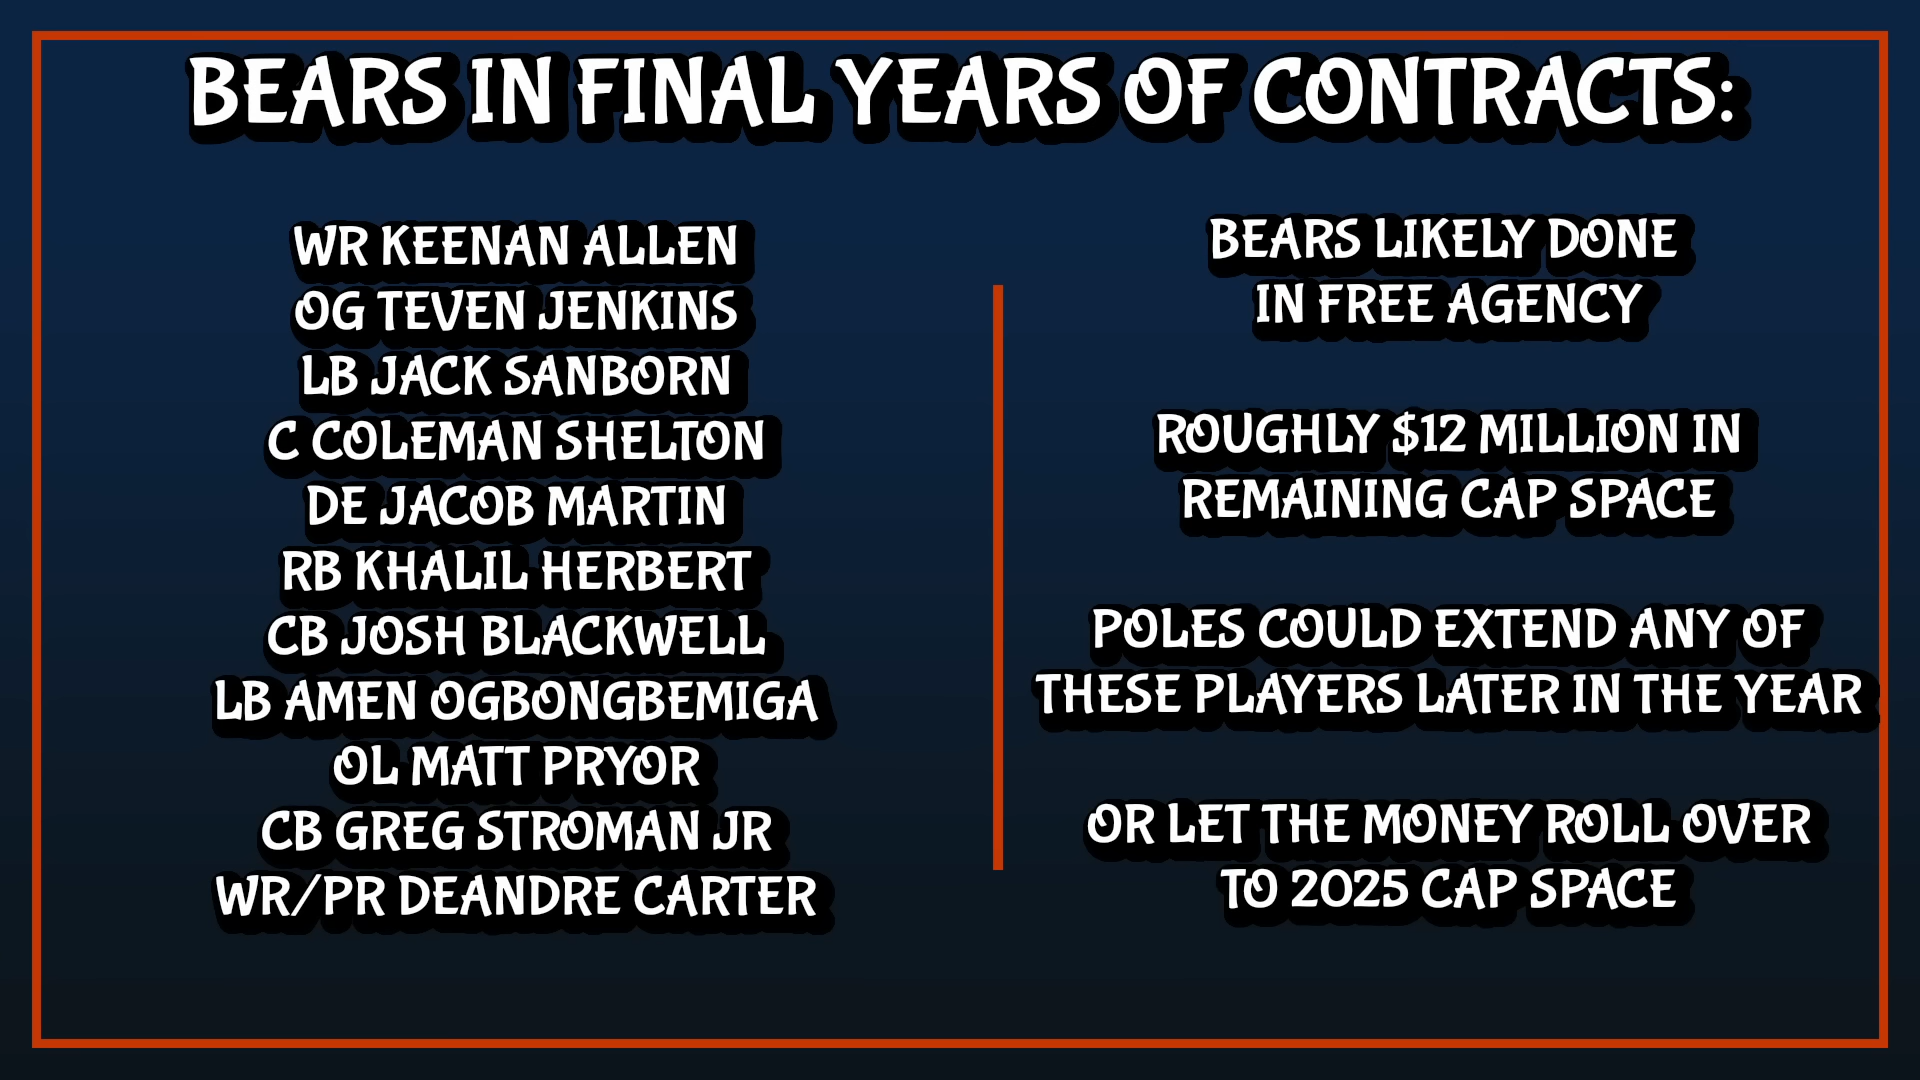 BEARS IN FINAL YEARS OF CONTRACTS:
WR KEENAN ALLEN
OG TEVEN JENKINS
LB JACK SANBORN
C COLEMAN SHELTON
DE JACOB MARTIN
RB KHALIL HERBERT
CB JOSH BLACKWELL
LB AMEN OGBONGBEMIGA
OL MATT PRYOR
CB GREG STROMAN JR
WR/PR DEANDRE CARTER
BEARS LIKELY DONE
IN FREE AGENCY
ROUGHLY $12 MILLION IN
REMAINING CAP SPACE
POLES COULD EXTEND ANY OF
THESE PLAYERS LATER IN THE YEAR
OR LET THE MONEY ROLL OVER
TO 2025 CAP SPACE